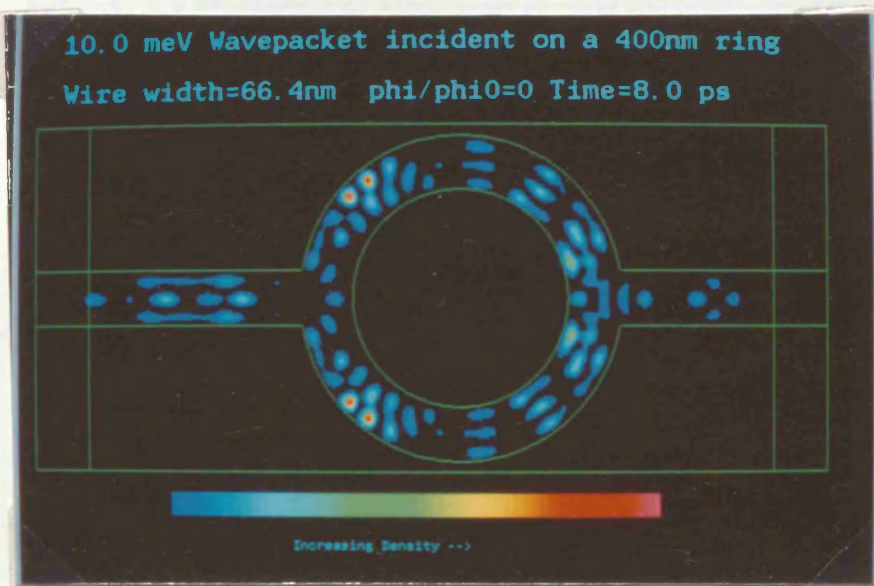 10.0 meV Wavepacket incident on a 400nm ring
Wire width=66.4nm phi/phi0=0 Time=8.0 ps
Increasing Density -->